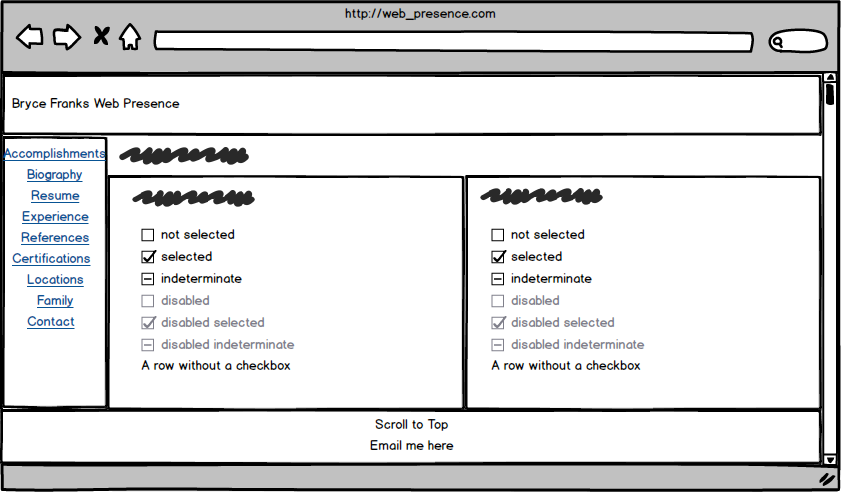 http://web_presence.com
Bryce Franks Web Presence
Accomplishments
Biography
Resume
Experience
References
Certifications
Locations
Family
Contact
not selected
selected
indeterminate
disabled
disabled selected
disabled indeterminate
A row without a checkbox
not selected
selected
indeterminate
disabled
disabled selected
disabled indeterminate
A row without a checkbox
Scroll to Top
Email me here